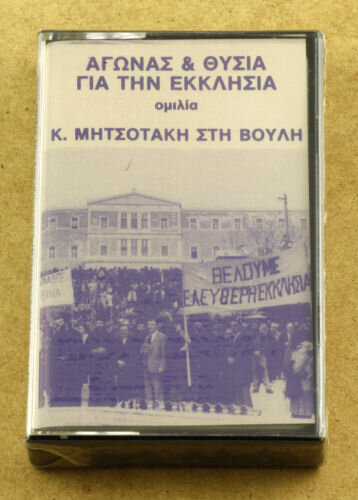 ΑΓΩΝΑΣ & ΘΥΣΙΑ
ΓΙΑ ΤΗΝ ΕΚΚΛΗΣΙΑ
ομιλία
Κ. ΜΗΤΣΟΤΑΚΗ ΣΤΗ ΒΟΥΛΗ
ΘΕΛΟΥΜΕ
ΕΛΕΥΘΕΡΗ ΕΚΚΛΗΣΙΑ